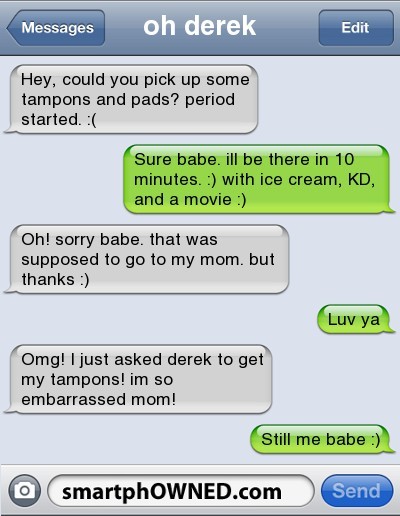 Messages
oh derek
Edit
Hey, could you pick up some
tampons and pads? period
started. :(
Sure babe. ill be there in 10
minutes. :) with ice cream, KD,
and a movie :)
Oh! sorry babe. that was
supposed to go to my mom. but
thanks :)
Luv ya
Omg! I just asked derek to get
my tampons! im so
embarrassed mom!
Still me babe :)
smartphOWNED.com
Send